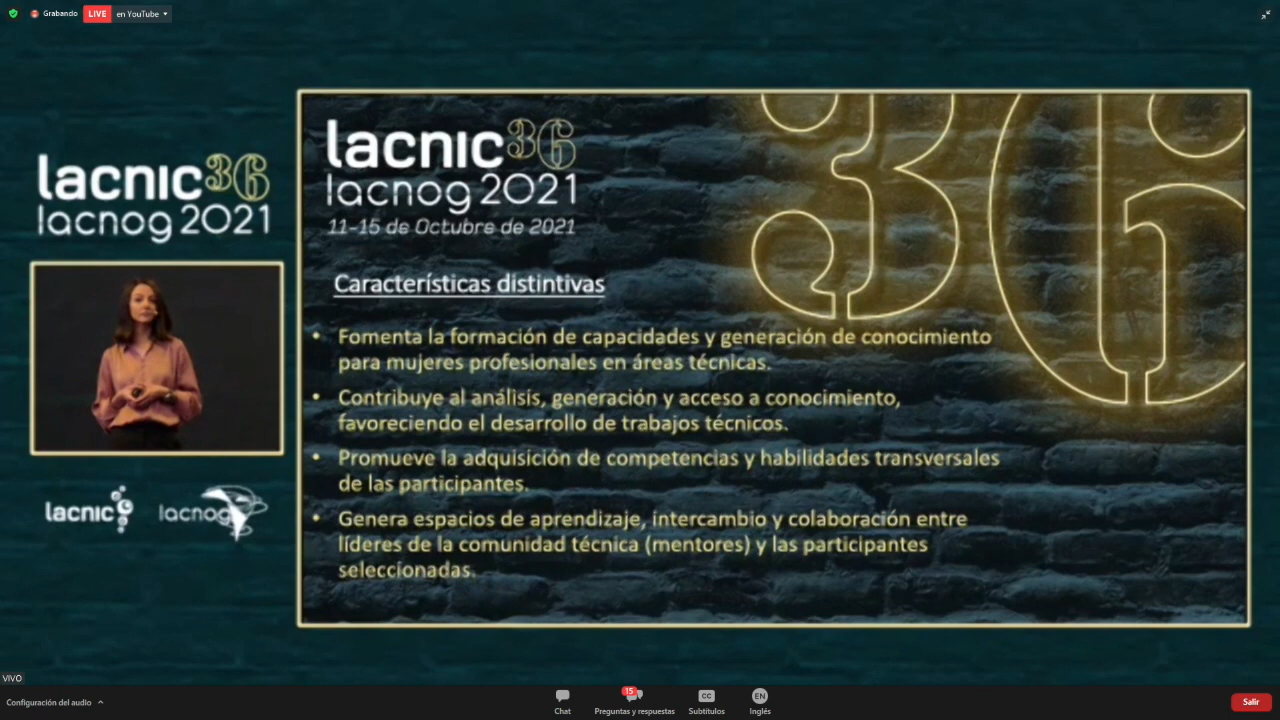 Grabando
LIVE
en YouTube
lacnic36
lacnog 2021
lacnic
lacnog
lacnic36
lacnog 2021
11-15 de Octubre de 2021
36
Características distintivas
• Fomenta la formación de capacidades y generación de conocimiento
para mujeres profesionales en áreas técnicas.
• Contribuye al análisis, generación y acceso a conocimiento,
favoreciendo el desarrollo de trabajos técnicos.
• Promueve la adquisición de competencias y habilidades transversales
de las participantes.
• Genera espacios de aprendizaje, intercambio y colaboración entre
líderes de la comunidad técnica (mentores) y las participantes
seleccionadas.
VIVO
Configuración del audio
Chat
15
Preguntas y respuestas
CC
Subtítulos
EN
Inglés
Salir